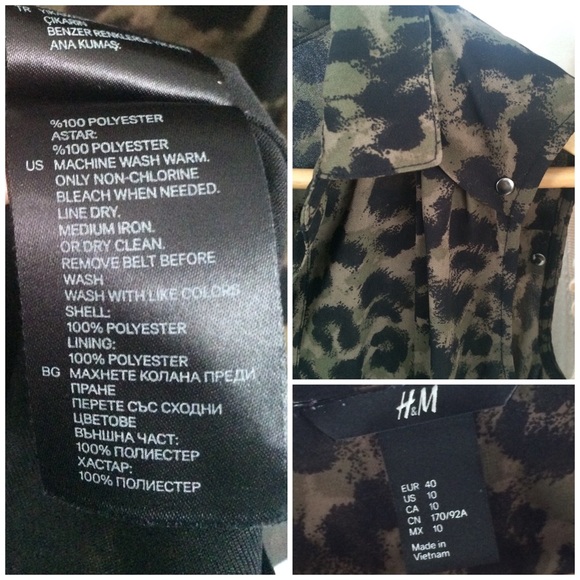 TR YIKAMADAN
ÇIKARIN
BENZER RENKLERLE YIKAYIN
ANA KUMAŞ:
%100 POLYESTER
ASTAR:
%100 POLYESTER
US MACHINE WASH WARM.
ONLY NON-CHLORINE
BLEACH WHEN NEEDED.
LINE DRY.
MEDIUM IRON.
OR DRY CLEAN.
REMOVE BELT BEFORE
WASH
WASH WITH LIKE COLORS
SHELL:
100% POLYESTER
LINING:
100% POLYESTER
BG МАХНЕТЕ КОЛАНА ПРЕДИ
ПРАНЕ
ПЕРЕТЕ СЪС СХОДНИ
ЦВЕТОВЕ
ВЪНШНА ЧАСТ:
100% ПОЛИЕСТЕР
ХАСТАР:
100% ПОЛИЕСТЕР
H&M
EUR 40
US 10
CA 10
CN 170/92A
MX 10
Made in
Vietnam